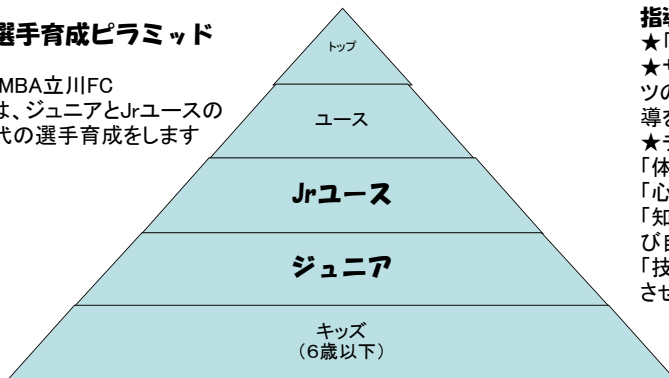 選手育成ピラミッド
MBA立川FC
は、ジュニアとJrユースの
代の選手育成をします
トップ
ユース
Jrユース
ジュニア
キッズ
（６歳以下）
指
★「
★
ツの
導を
★
「体
「心
「知
び自
「技
させ